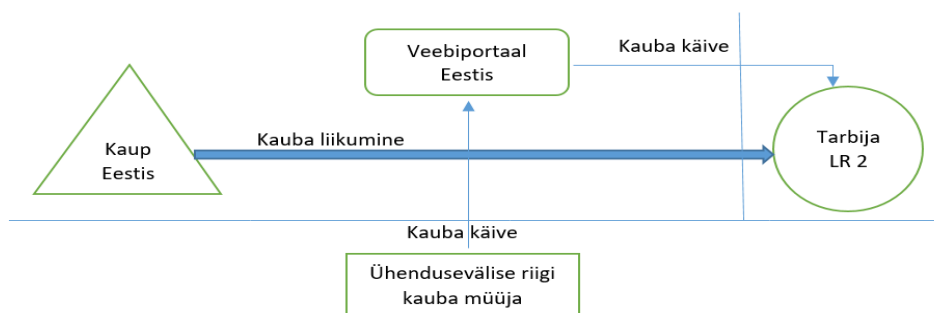 Veebiportaal
Eestis
Kauba käive
Kaup
Eestis
Kauba liikumine
Tarbija
LR 2
Kauba käive
Ühendusevälise riigi
kauba müüja